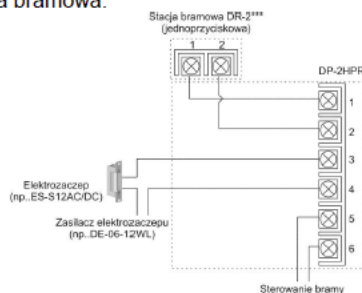 a bramowa.
Stacja bramowa DR-2***
(jednoprzyciskowa)
1 2
DP-2HPR
1
2
3
4
5
6
Elektrozaczep
(np..ES-S12AC/DC)
Zasilacz elektrozaczepu
(np..DE-06-12WL)
Sterowanie bramy